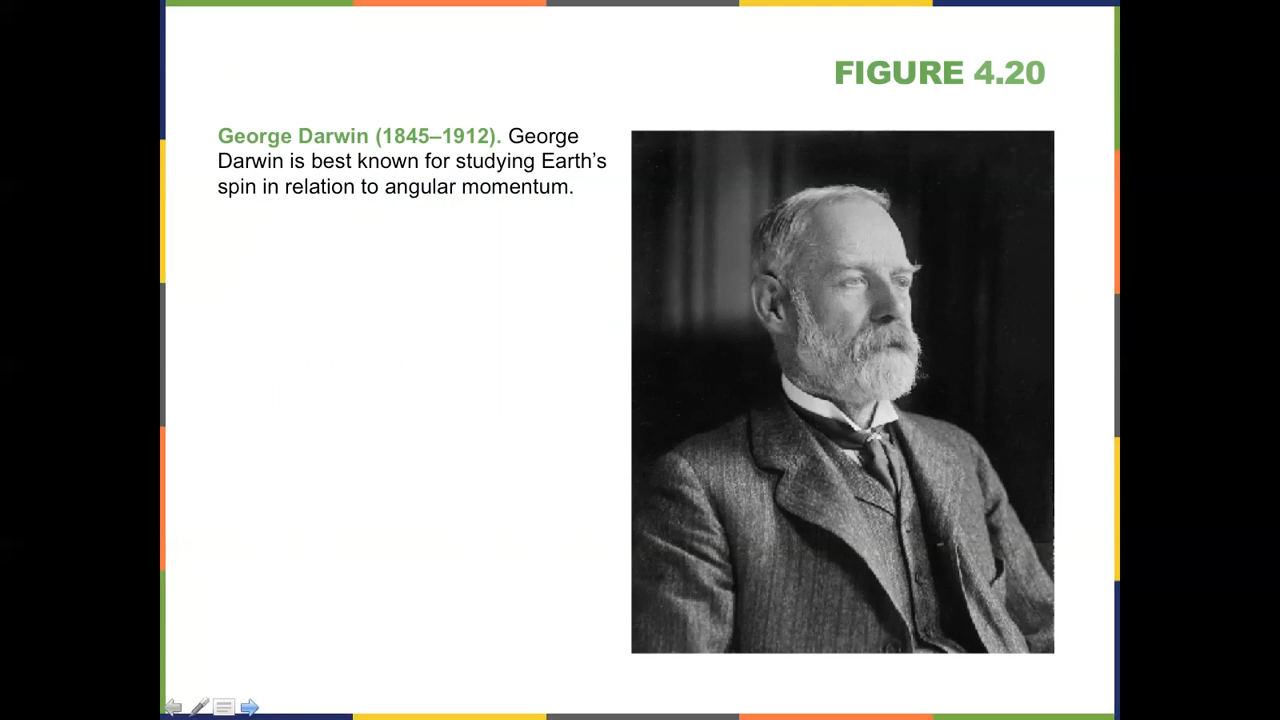 FIGURE 4.20
George Darwin (1845–1912). George
Darwin is best known for studying Earth’s
spin in relation to angular momentum.